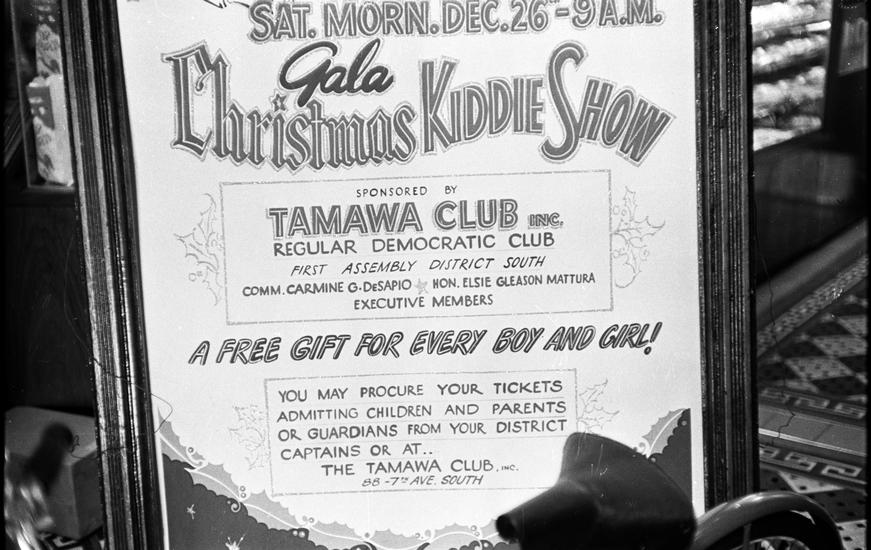 SAT. MORN. DEC. 26TH - 9 A.M.
Gala
Christmas KIDDIE SHOW
SPONSORED BY
TAMAWA CLUB INC.
REGULAR DEMOCRATIC CLUB
FIRST ASSEMBLY DISTRICT SOUTH
COMM. CARMINE G. DESAPIO ☆ HON. ELSIE GLEASON MATTURA
EXECUTIVE MEMBERS
A FREE GIFT FOR EVERY BOY AND GIRL!
YOU MAY PROCURE YOUR TICKETS
ADMITTING CHILDREN AND PARENTS
OR GUARDIANS FROM YOUR DISTRICT
CAPTAINS OR AT..
THE TAMAWA CLUB, INC.
88 - 7TH AVE. SOUTH